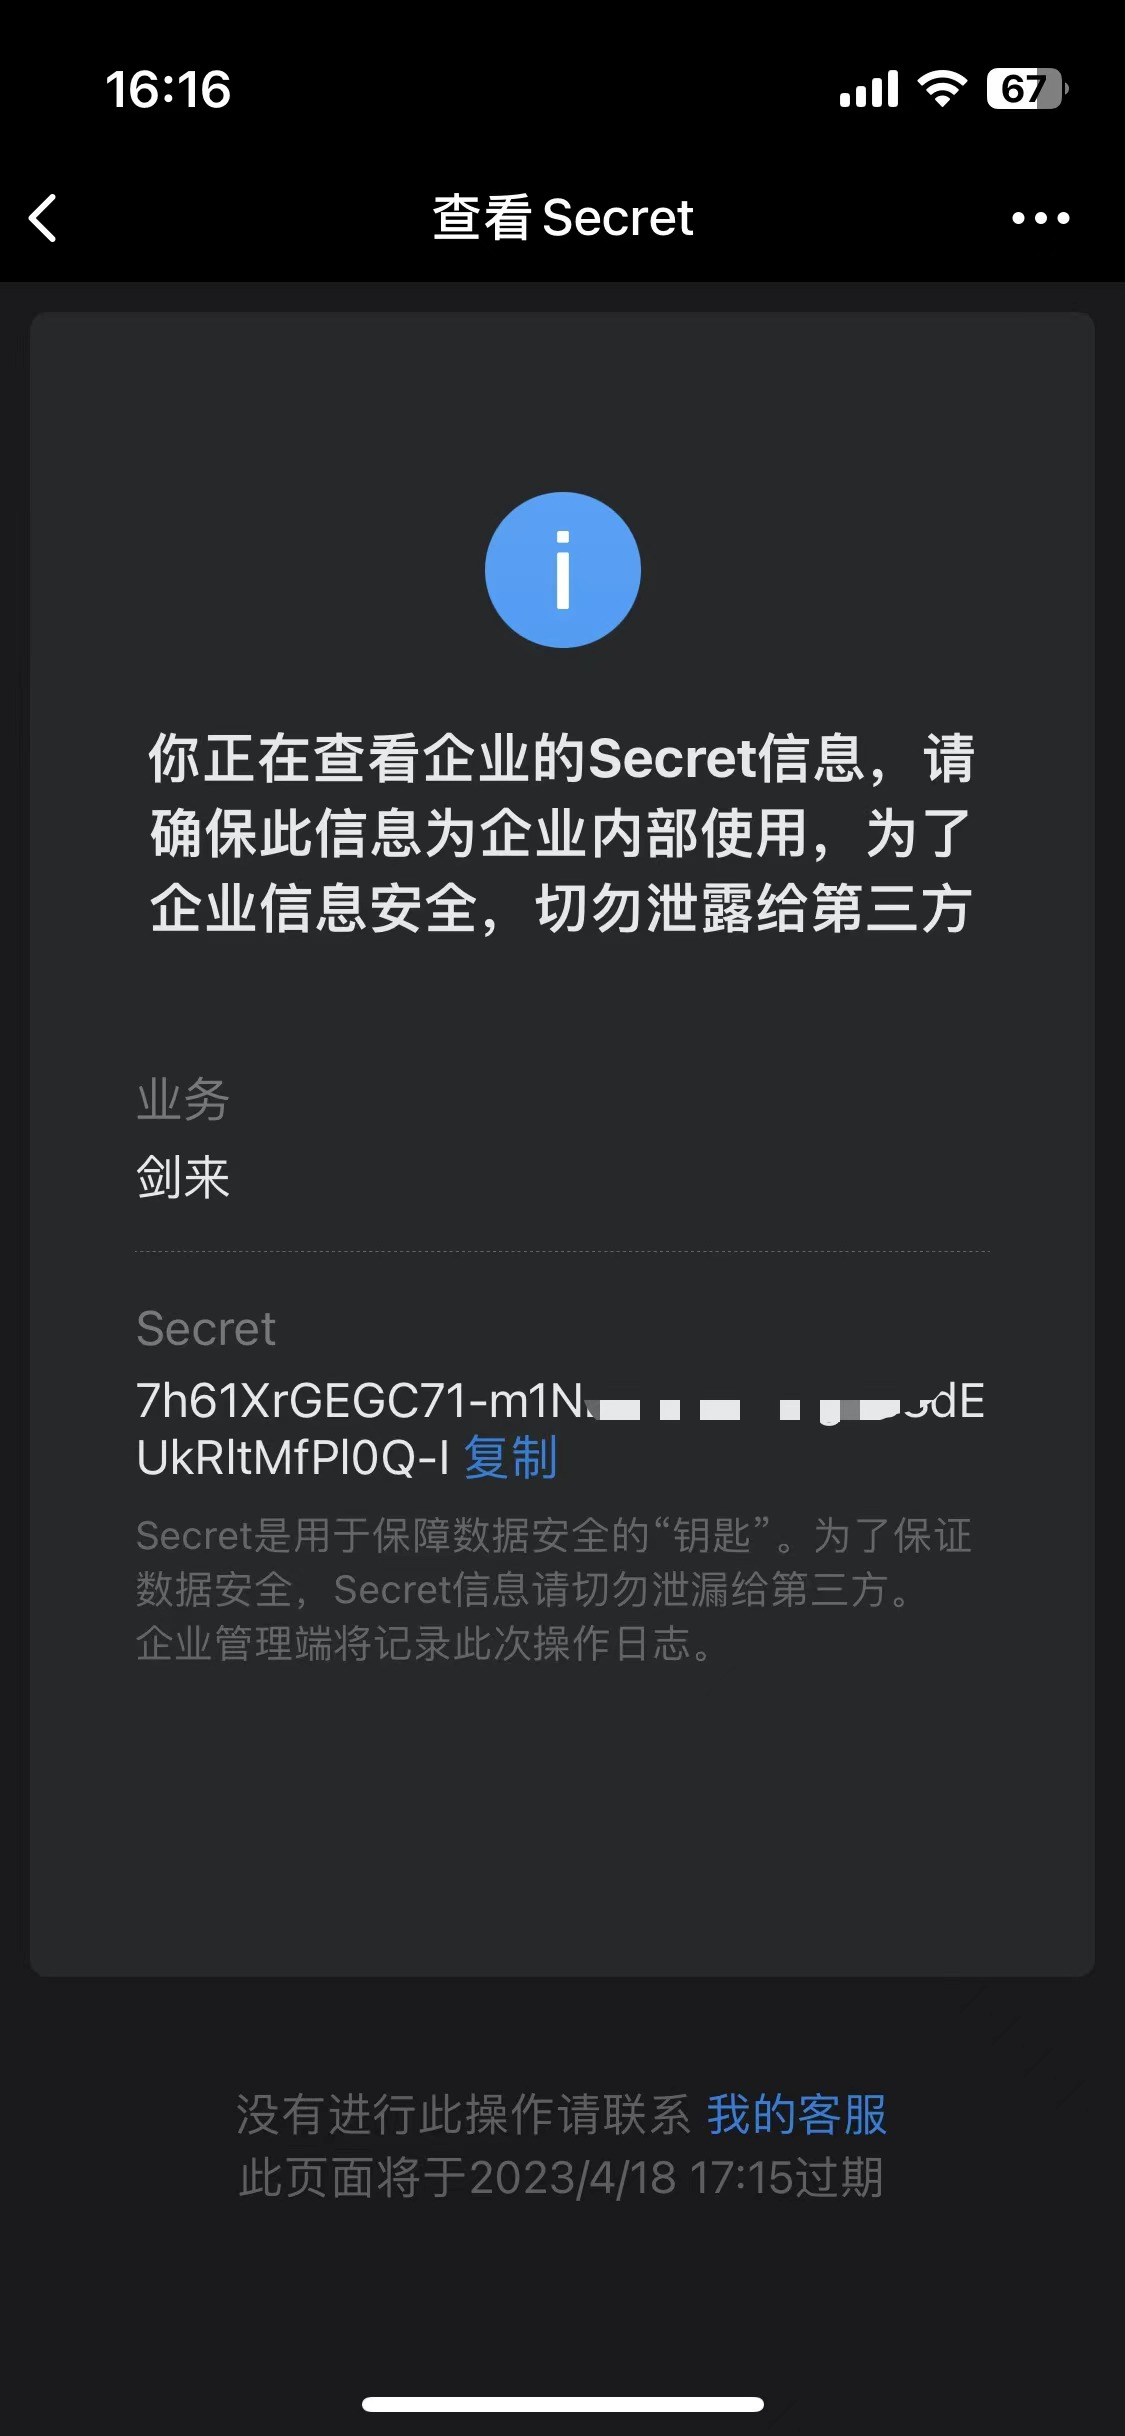 16:16
67
查看Secret
你正在查看企业的Secret信息，请
确保此信息为企业内部使用，为了
企业信息安全，切勿泄露给第三方
业务
剑来
Secret
7h61XrGEGC71-m1N dE
UkRltMfPl0Q-I 复制
Secret是用于保障数据安全的“钥匙”。为了保证
数据安全，Secret信息请切勿泄漏给第三方。
企业管理端将记录此次操作日志。
没有进行此操作请联系 我的客服
此页面将于2023/4/18 17:15过期